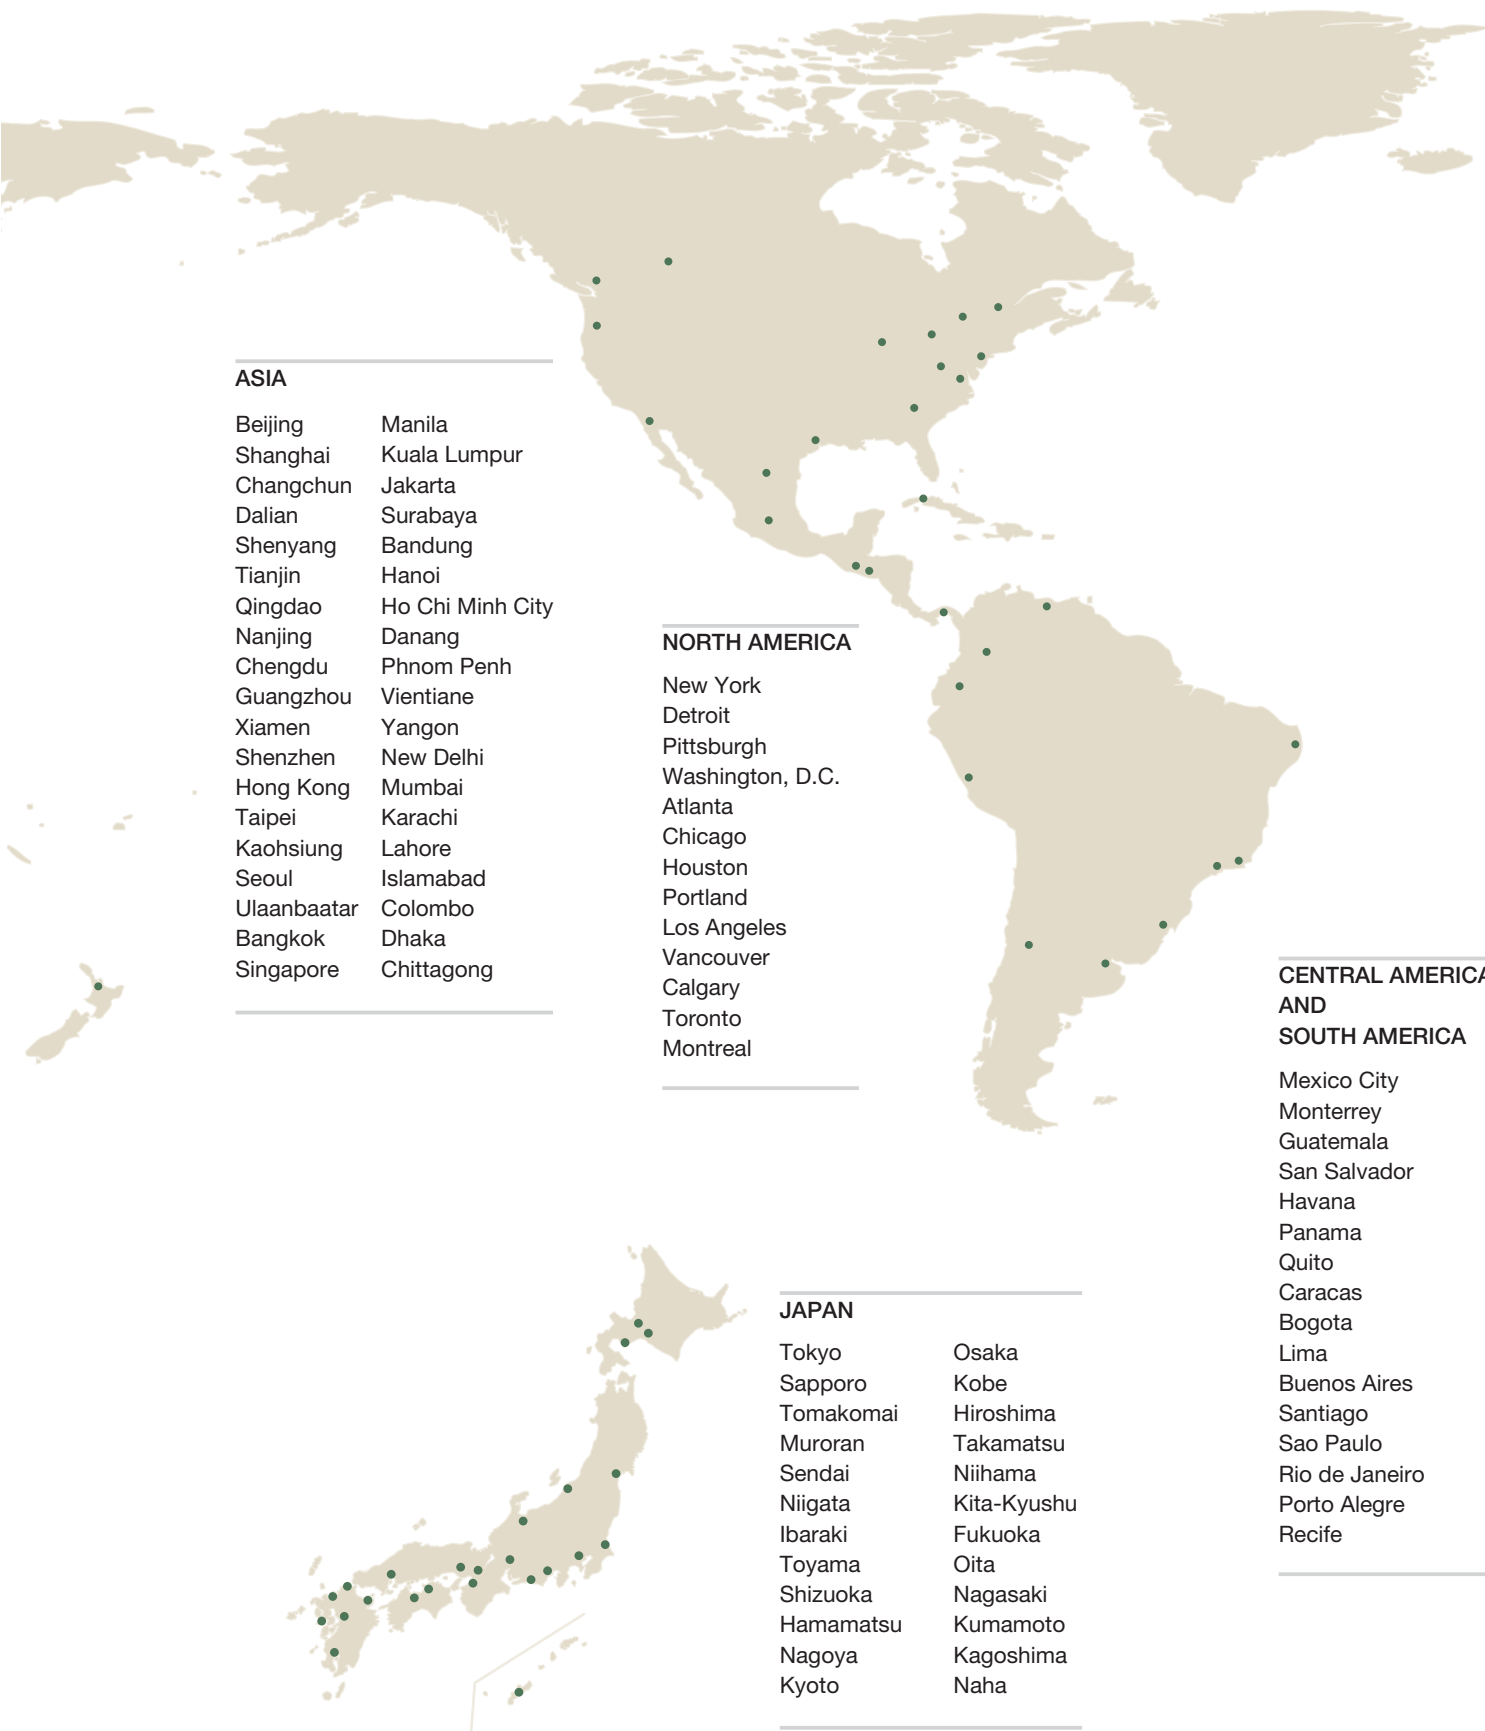 ASIA
Beijing
Shanghai
Changchun
Dalian
Shenyang
Tianjin
Qingdao
Nanjing
Chengdu
Guangzhou
Xiamen
Shenzhen
Hong Kong
Taipei
Kaohsiung
Seoul
Ulaanbaatar
Bangkok
Singapore
Manila
Kuala Lumpur
Jakarta
Surabaya
Bandung
Hanoi
Ho Chi Minh City
Danang
Phnom Penh
Vientiane
Yangon
New Delhi
Mumbai
Karachi
Lahore
Islamabad
Colombo
Dhaka
Chittagong
NORTH AMERICA
New York
Detroit
Pittsburgh
Washington, D.C.
Atlanta
Chicago
Houston
Portland
Los Angeles
Vancouver
Calgary
Toronto
Montreal
CENTRAL AMERICA
AND
SOUTH AMERICA
Mexico City
Monterrey
Guatemala
San Salvador
Havana
Panama
Quito
Caracas
Bogota
Lima
Buenos Aires
Santiago
Sao Paulo
Rio de Janeiro
Porto Alegre
Recife
JAPAN
Tokyo
Sapporo
Tomakomai
Muroran
Sendai
Niigata
Ibaraki
Toyama
Shizuoka
Hamamatsu
Nagoya
Kyoto
Osaka
Kobe
Hiroshima
Takamatsu
Niihama
Kita-Kyushu
Fukuoka
Oita
Nagasaki
Kumamoto
Kagoshima
Naha